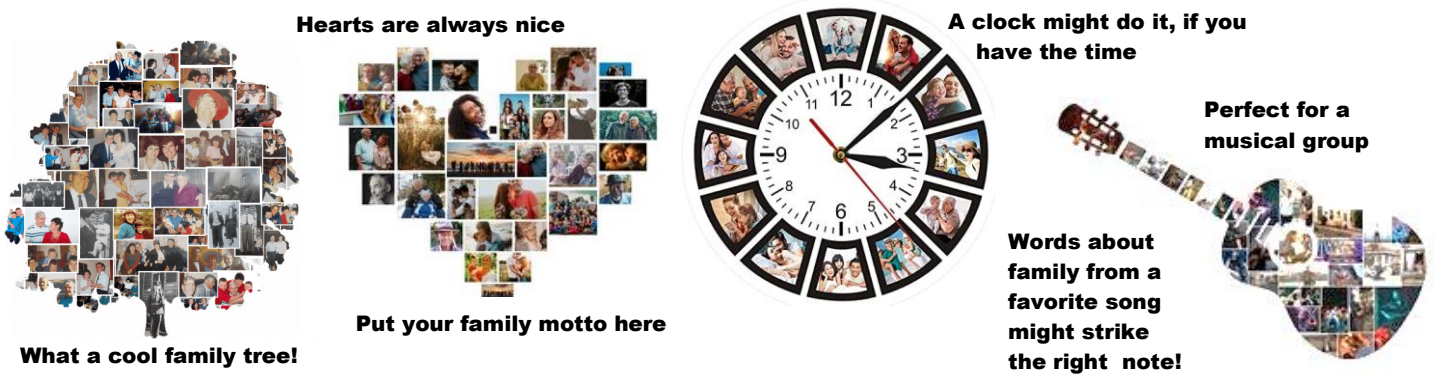 Hearts are always nice
A clock might do it, if you
have the time
Perfect for a
musical group
12
1
2
3
4
5
6
7
8
9
10
11
Words about
family from a
favorite song
might strike
the right note!
Put your family motto here
What a cool family tree!